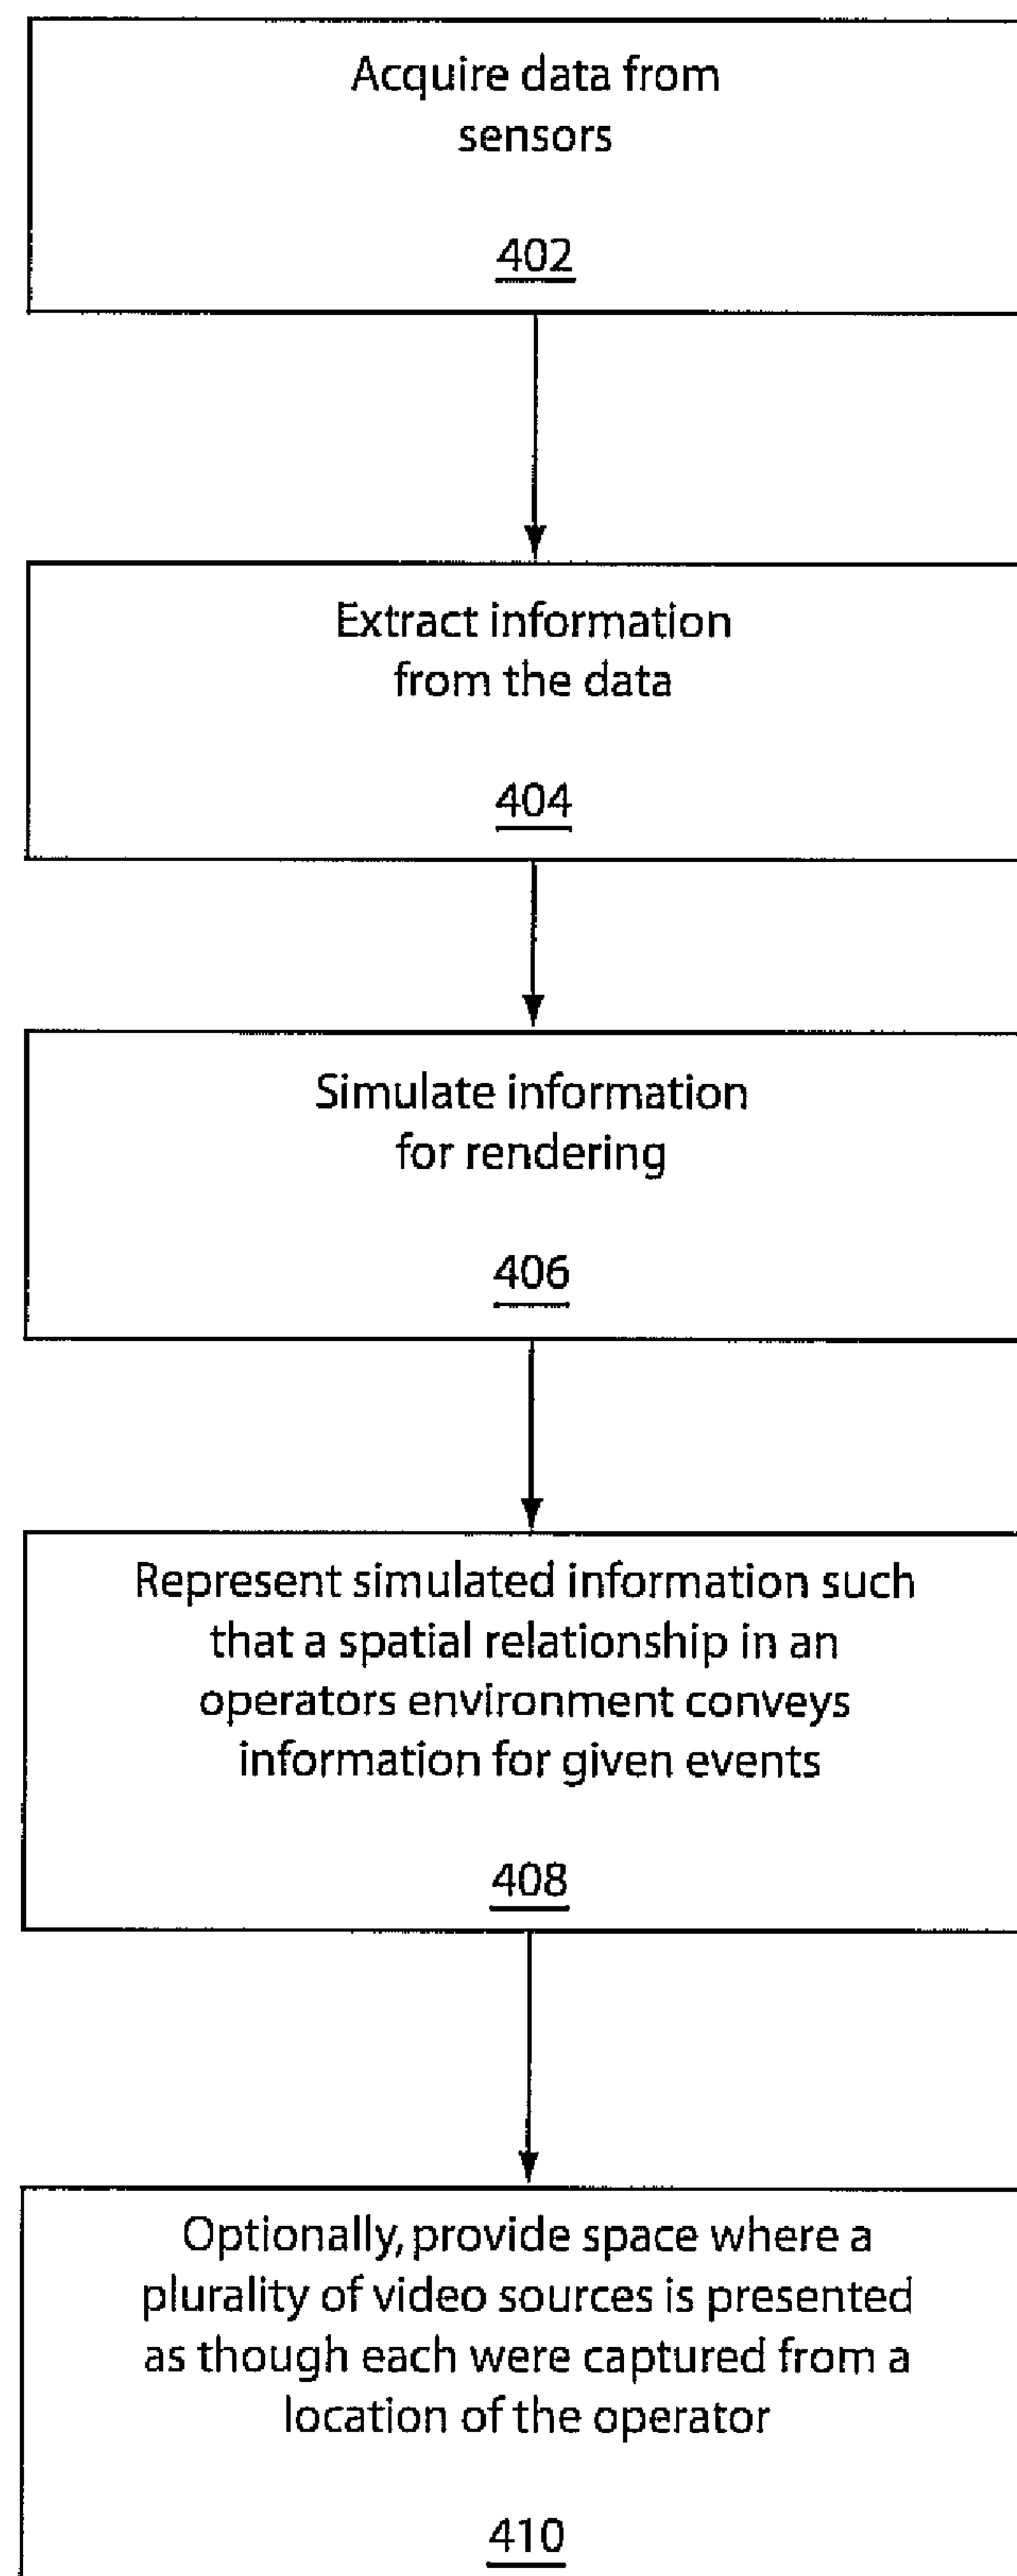 Acquire data from
sensors
402
Extract information
from the data
404
Simulate information
for rendering
406
Represent simulated information such
that a spatial relationship in an
operators environment conveys
information for given events
408
Optionally, provide space where a
plurality of video sources is presented
as though each were captured from a
location of the operator
410